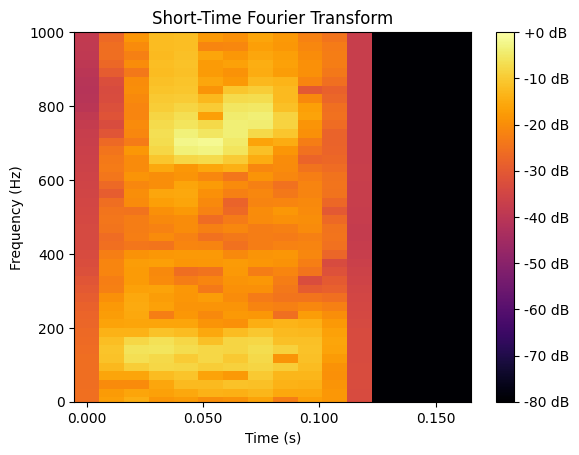 Short-Time Fourier Transform
1000
800
600
400
200
0
Frequency (Hz)
0.000
0.050
0.100
0.150
Time (s)
+0 dB
-10 dB
-20 dB
-30 dB
-40 dB
-50 dB
-60 dB
-70 dB
-80 dB